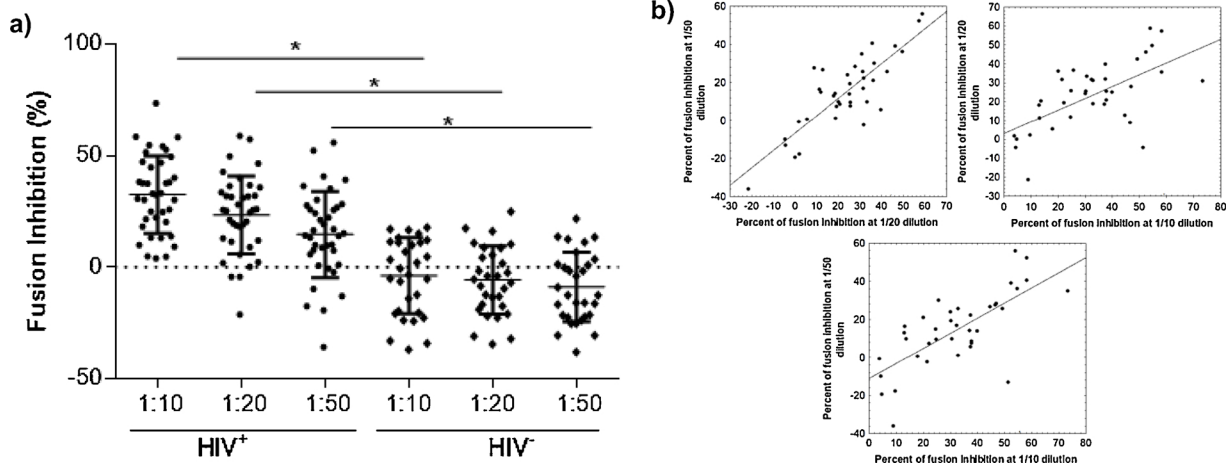 a)
Fusion Inhibition (%)
100
50
0
-50
*
*
*
1:10 1:20 1:50 1:10 1:20 1:50
HIV+ HIV-
b)
Percent of fusion inhibition at 1/50
dilution
60
40
20
0
-20
-40
-30 -20 -10 0 10 20 30 40 50 60 70
Percent of fusion inhibition at 1/20 dilution
Percent of fusion inhibition at 1/20
dilution
70
60
50
40
30
20
10
0
-10
-20
-30
0 10 20 30 40 50 60 70 80
Percent of fusion inhibition at 1/10 dilution
Percent of fusion inhibition at 1/50
dilution
60
40
20
0
-20
-40
0 10 20 30 40 50 60 70 80
Percent of fusion inhibition at 1/10 dilution